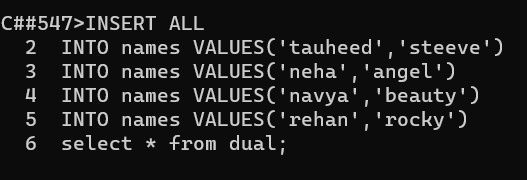 C##547>INSERT ALL
2 INTO names VALUES('tauheed','steeve')
3 INTO names VALUES('neha','angel')
4 INTO names VALUES('navya','beauty')
5 INTO names VALUES('rehan','rocky')
6 select * from dual;